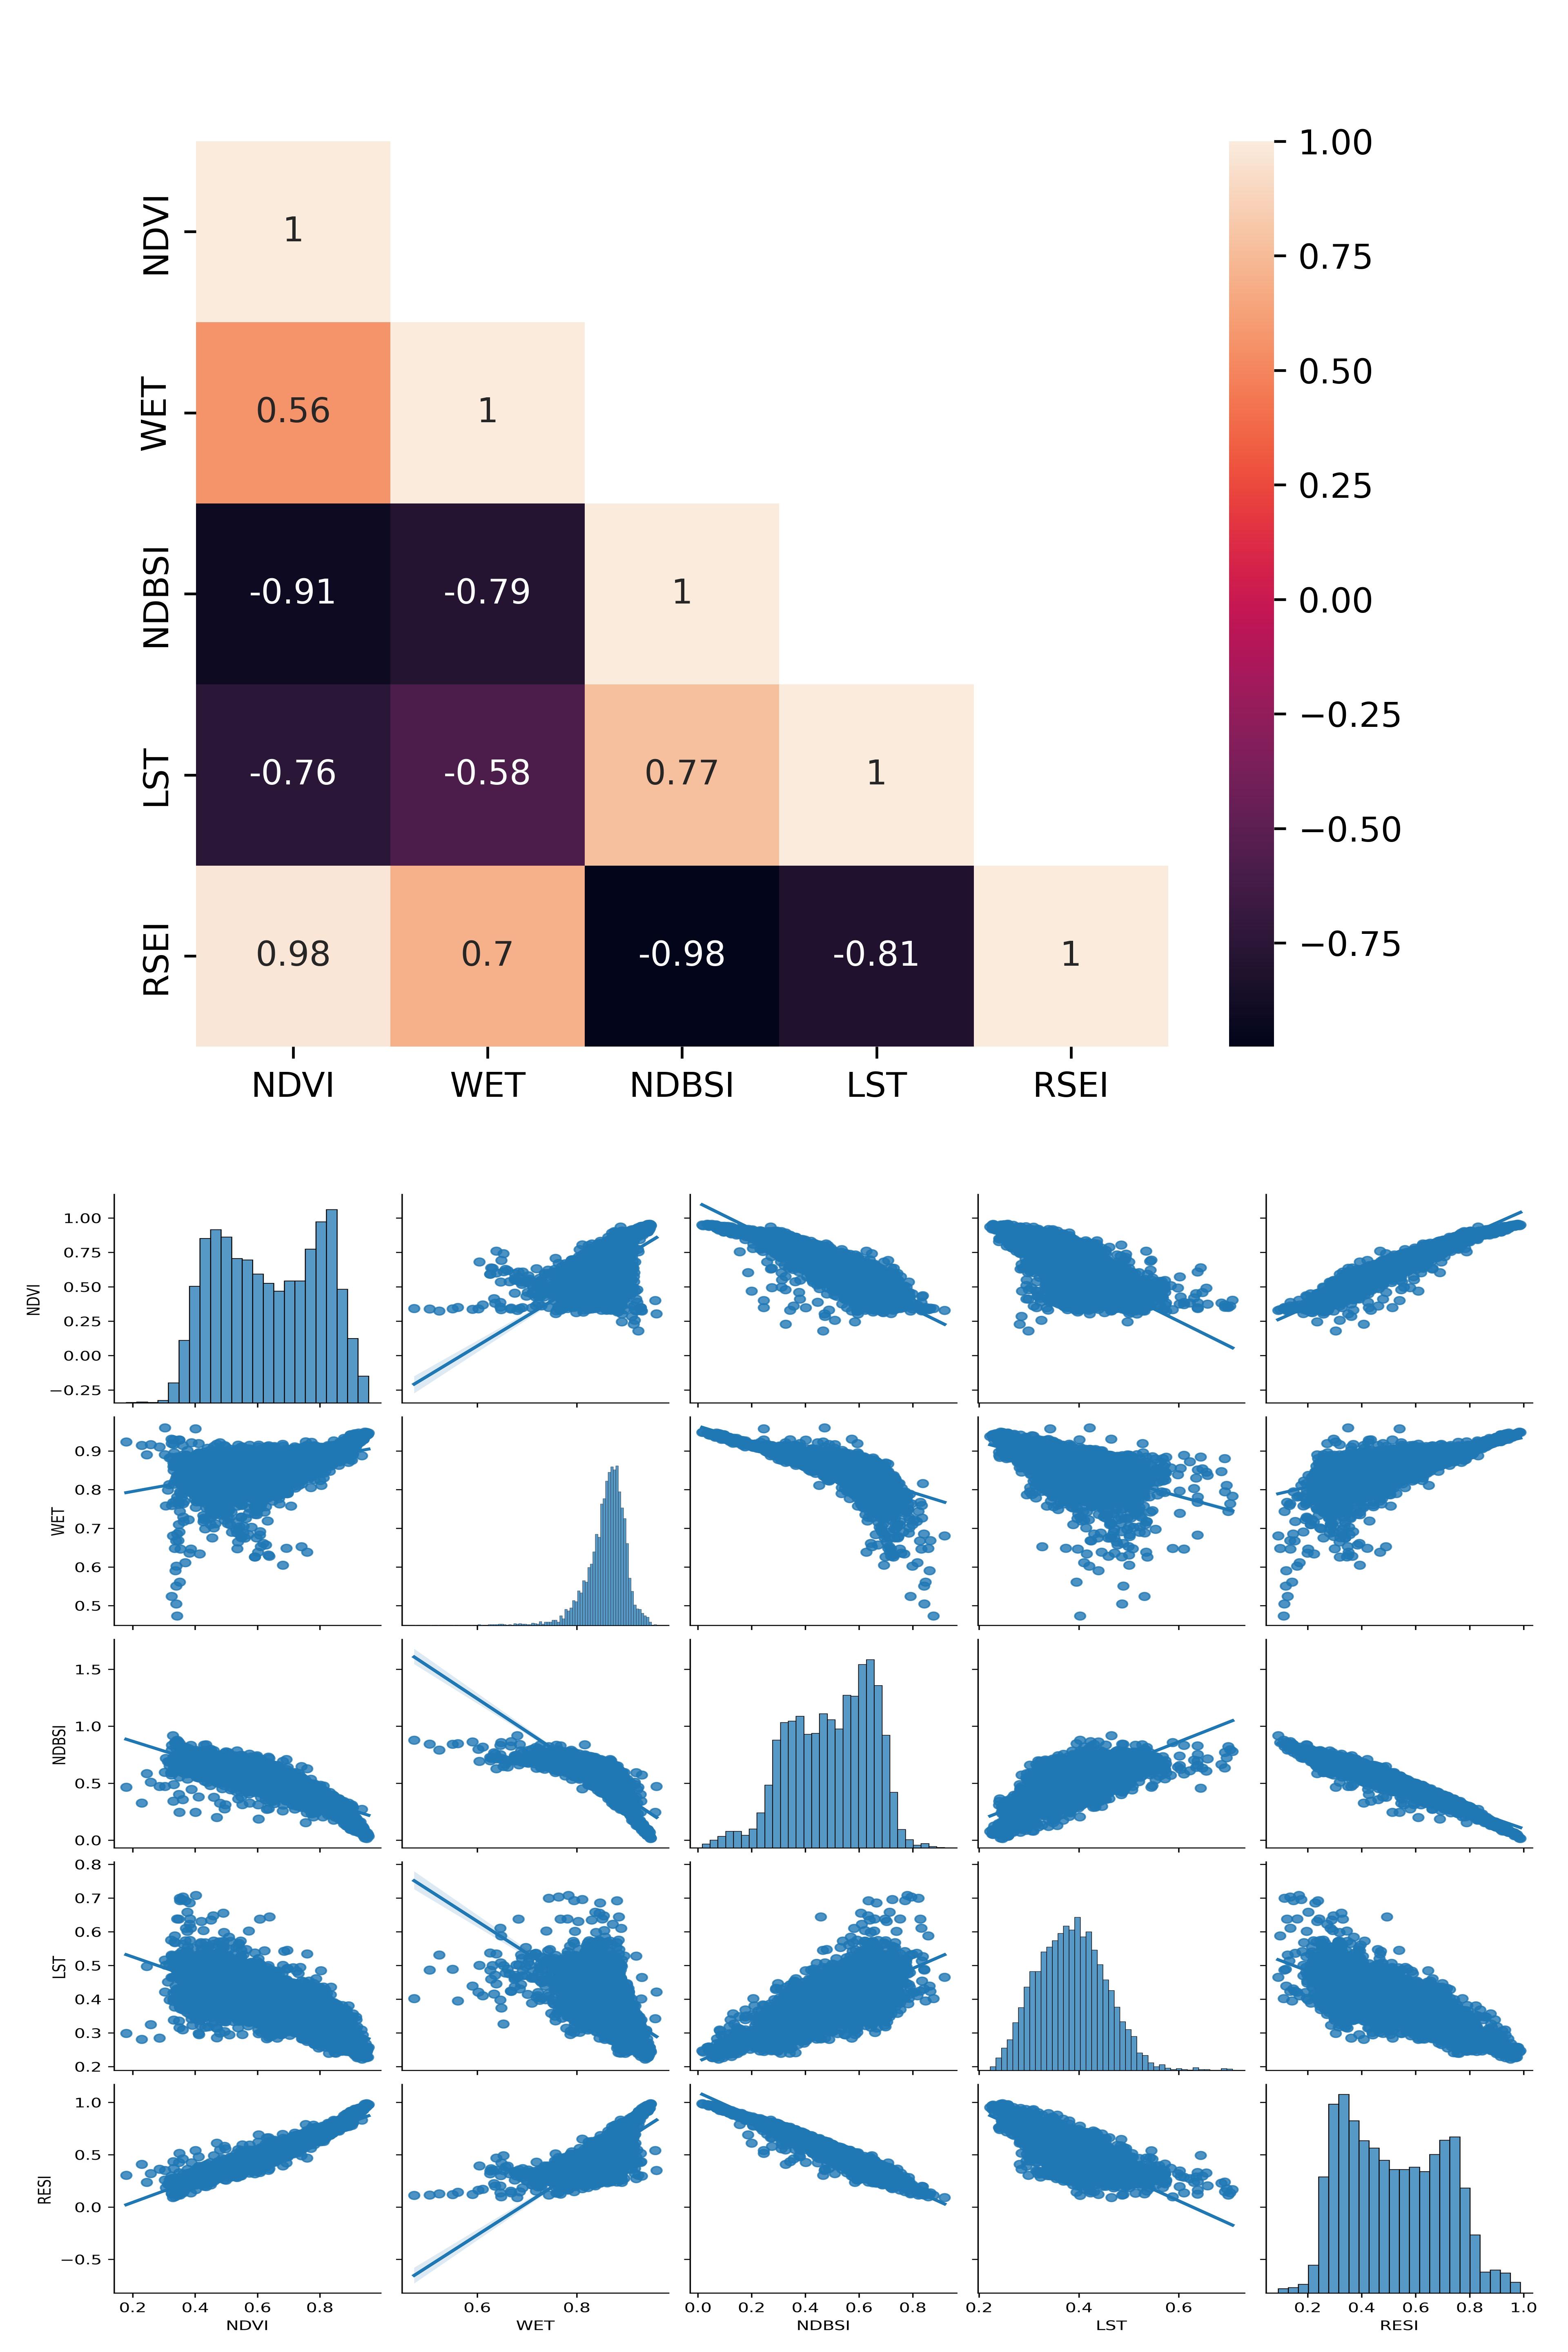 1.00
NDVI 1 0.75
WET 0.56 1 0.50
0.25
NDBSI -0.91 -0.79 1 0.00
−0.25
LST -0.76 -0.58 0.77 1 −0.50
RSEI 0.98 0.7 -0.98 -0.81 1 −0.75
NDVI WET NDBSI LST RSEI
1.00
0.75
0.50
NDVI
0.25
0.00
−0.25
0.9
0.8
WET
0.7
0.6
0.5
1.5
1.0
NDBSI
0.5
0.0
0.8
0.7
0.6
LST
0.5
0.4
0.3
0.2
1.0
0.5
RESI
0.0
−0.5
0.2 0.4 0.6 0.8 0.6 0.8 0.0 0.2 0.4 0.6 0.8 0.2 0.4 0.6 0.2 0.4 0.6 0.8 1.0
NDVI WET NDBSI LST RESI